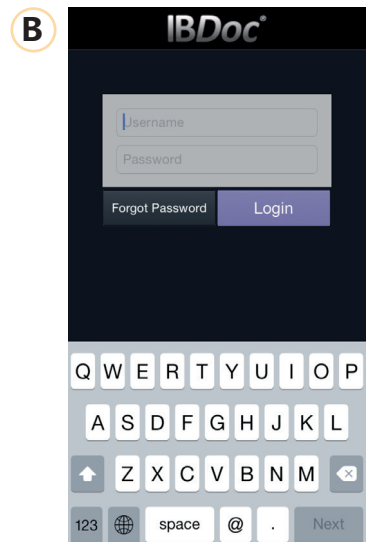 B
IBDoc®
Username
Password
Forgot Password Login
Q W E R T Y U I O P
A S D F G H J K L
Z X C V B N M
123 space @ . Next